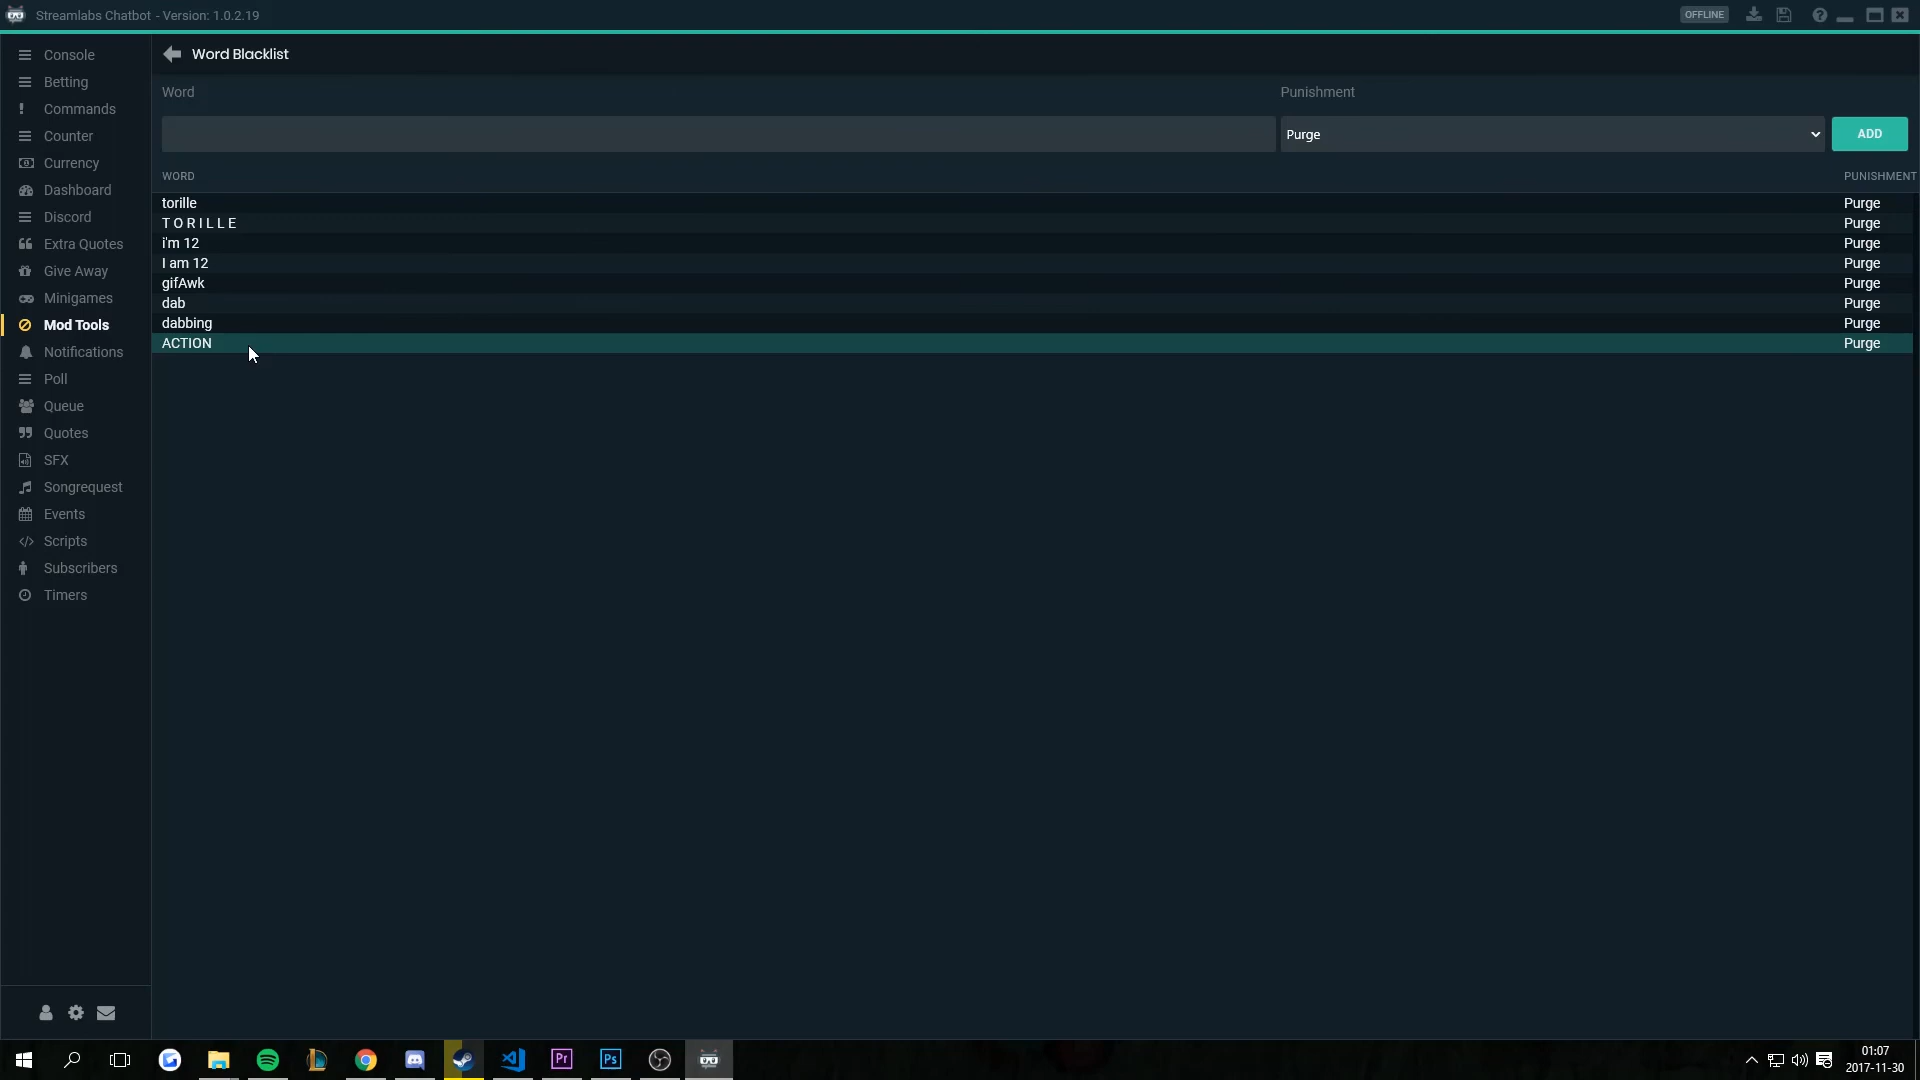 Streamlabs Chatbot - Version: 1.0.2.19
OFFLINE
Console
Betting
Commands
Counter
Currency
Dashboard
Discord
Extra Quotes
Give Away
Minigames
Mod Tools
Notifications
Poll
Queue
Quotes
SFX
Songrequest
Events
Scripts
Subscribers
Timers
Word Blacklist
Word Punishment
Purge ADD
WORD PUNISHMENT
torille Purge
T O R I L L E Purge
i'm 12 Purge
I am 12 Purge
gifAwk Purge
dab Purge
dabbing Purge
ACTION Purge
Pr Ps
01:07
2017-11-30